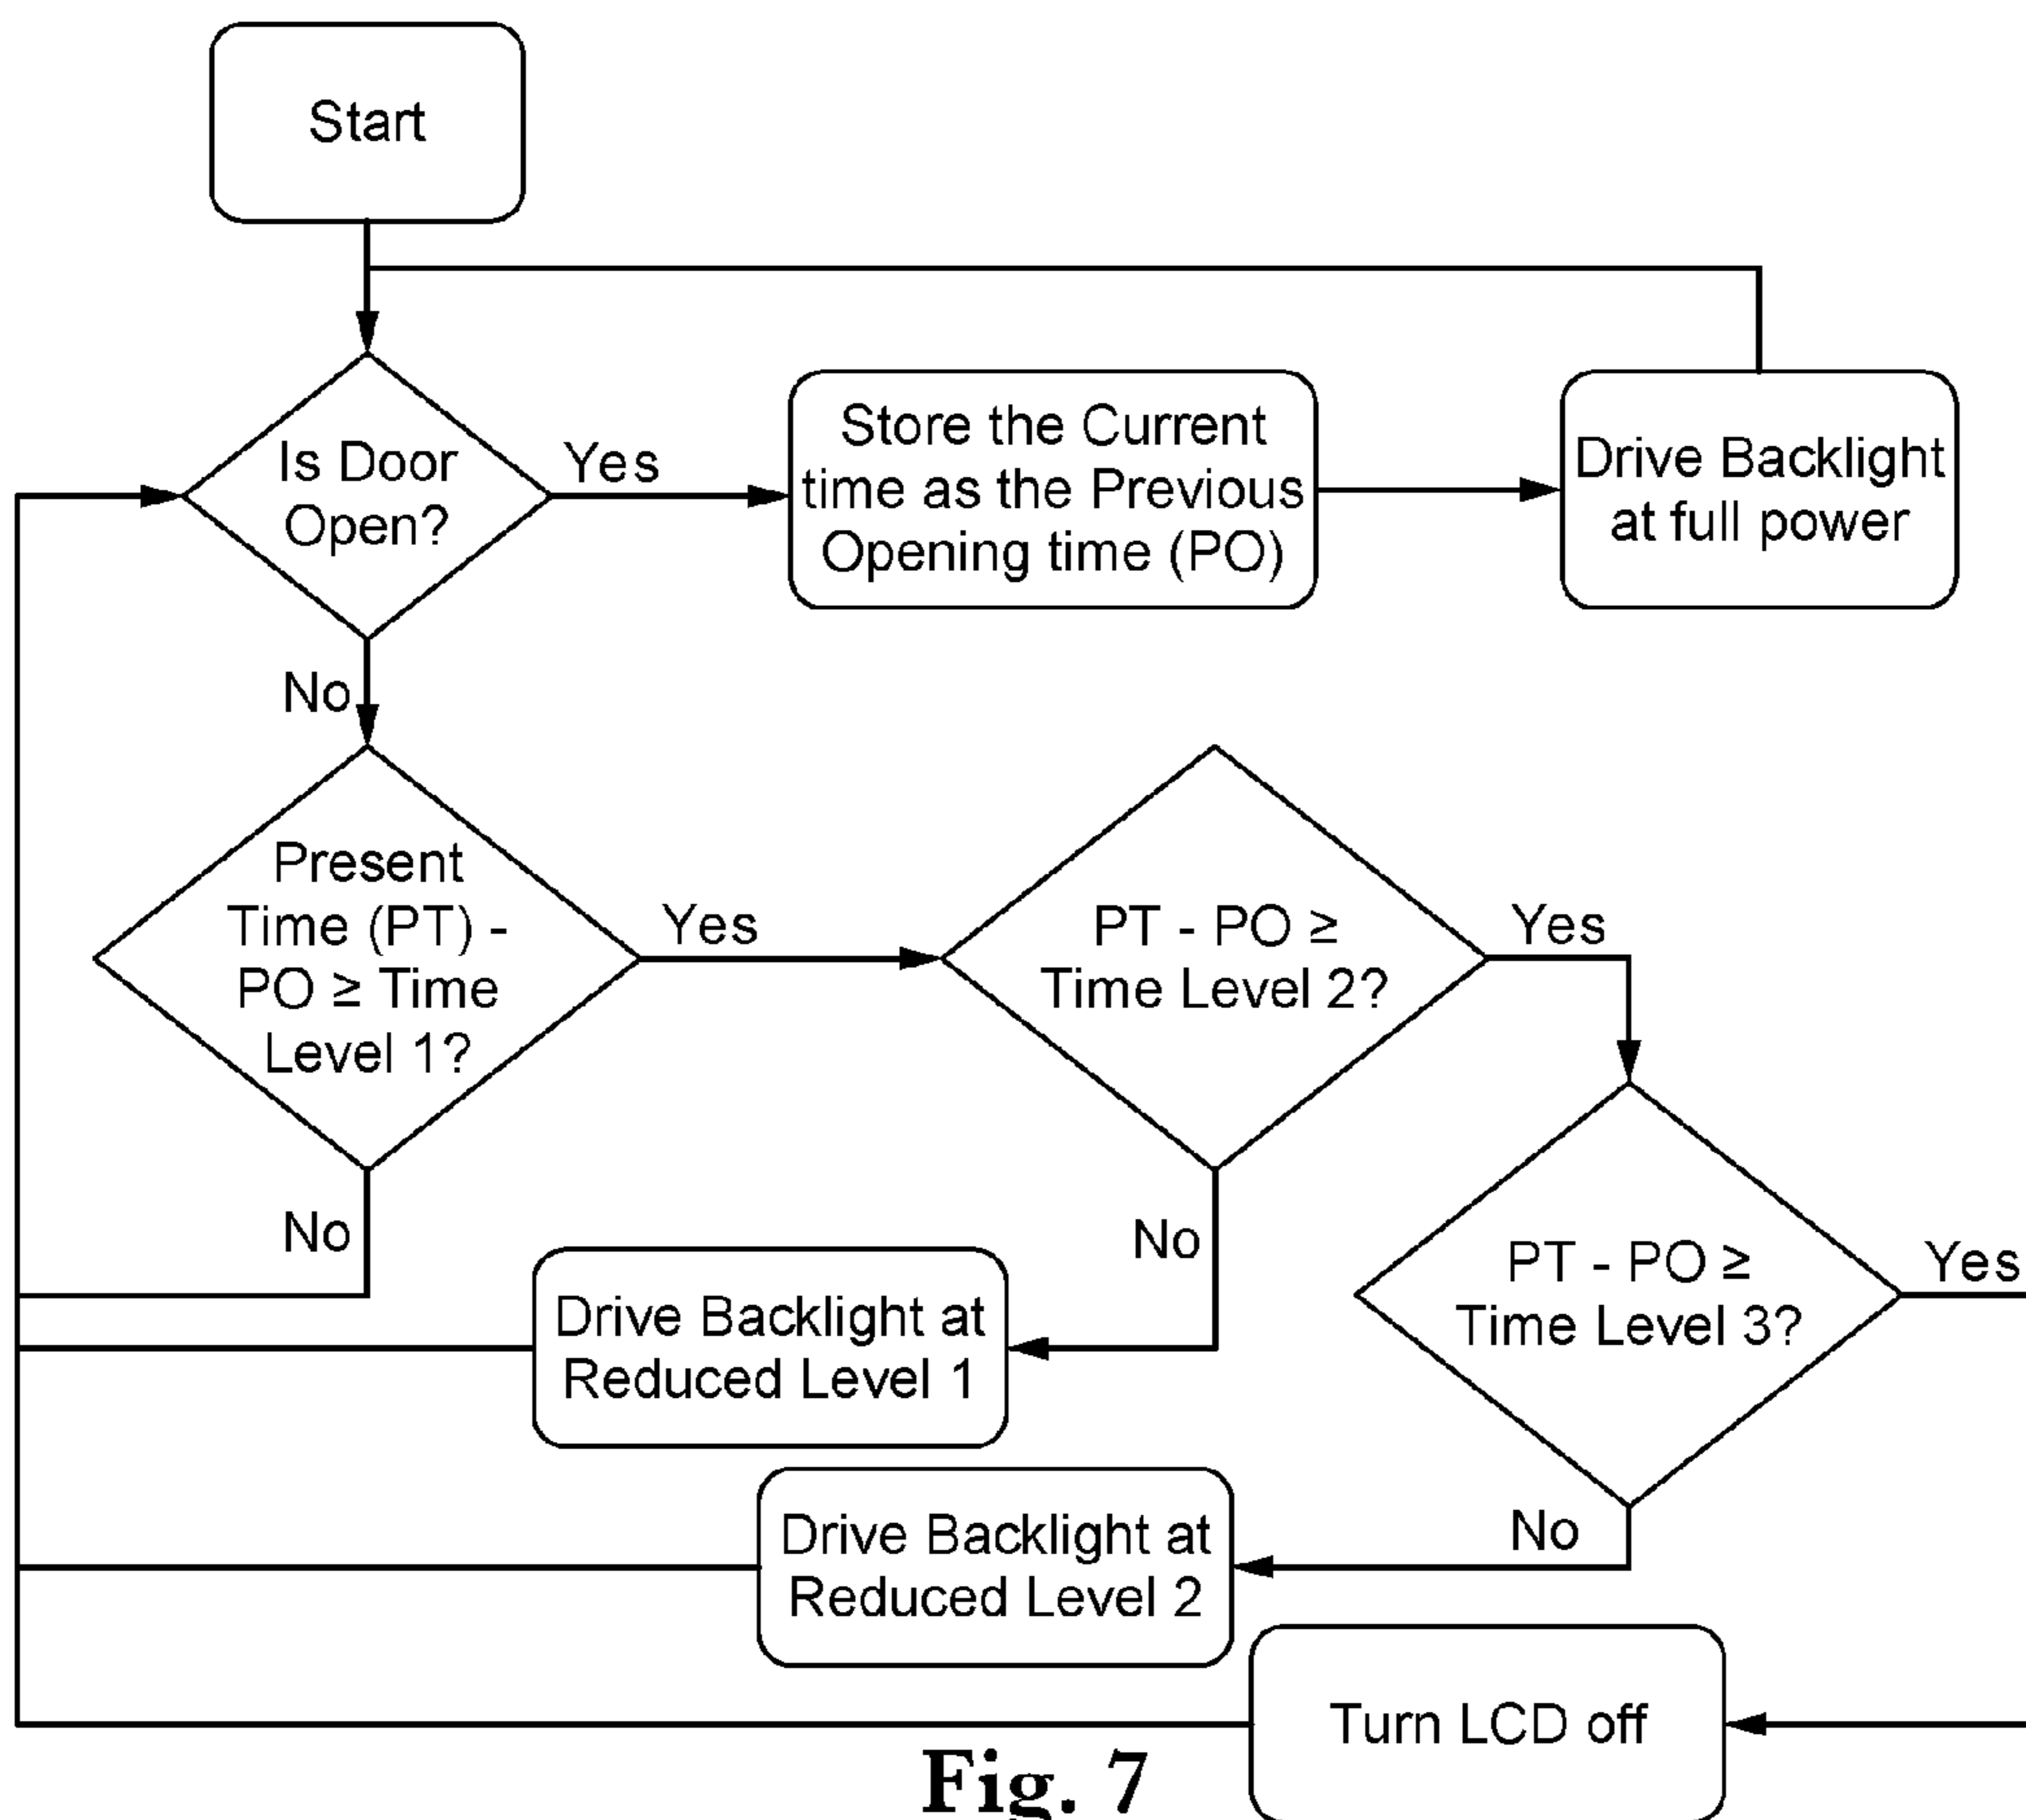 Start
Is Door
Open?
Yes
Store the Current
time as the Previous
Opening time (PO)
Drive Backlight
at full power
No
Present
Time (PT) -
PO ≥ Time
Level 1?
Yes
PT - PO ≥
Time Level 2?
Yes
No
No
Drive Backlight at
Reduced Level 1
PT - PO ≥
Time Level 3?
Yes
No
Drive Backlight at
Reduced Level 2
Turn LCD off
Fig. 7